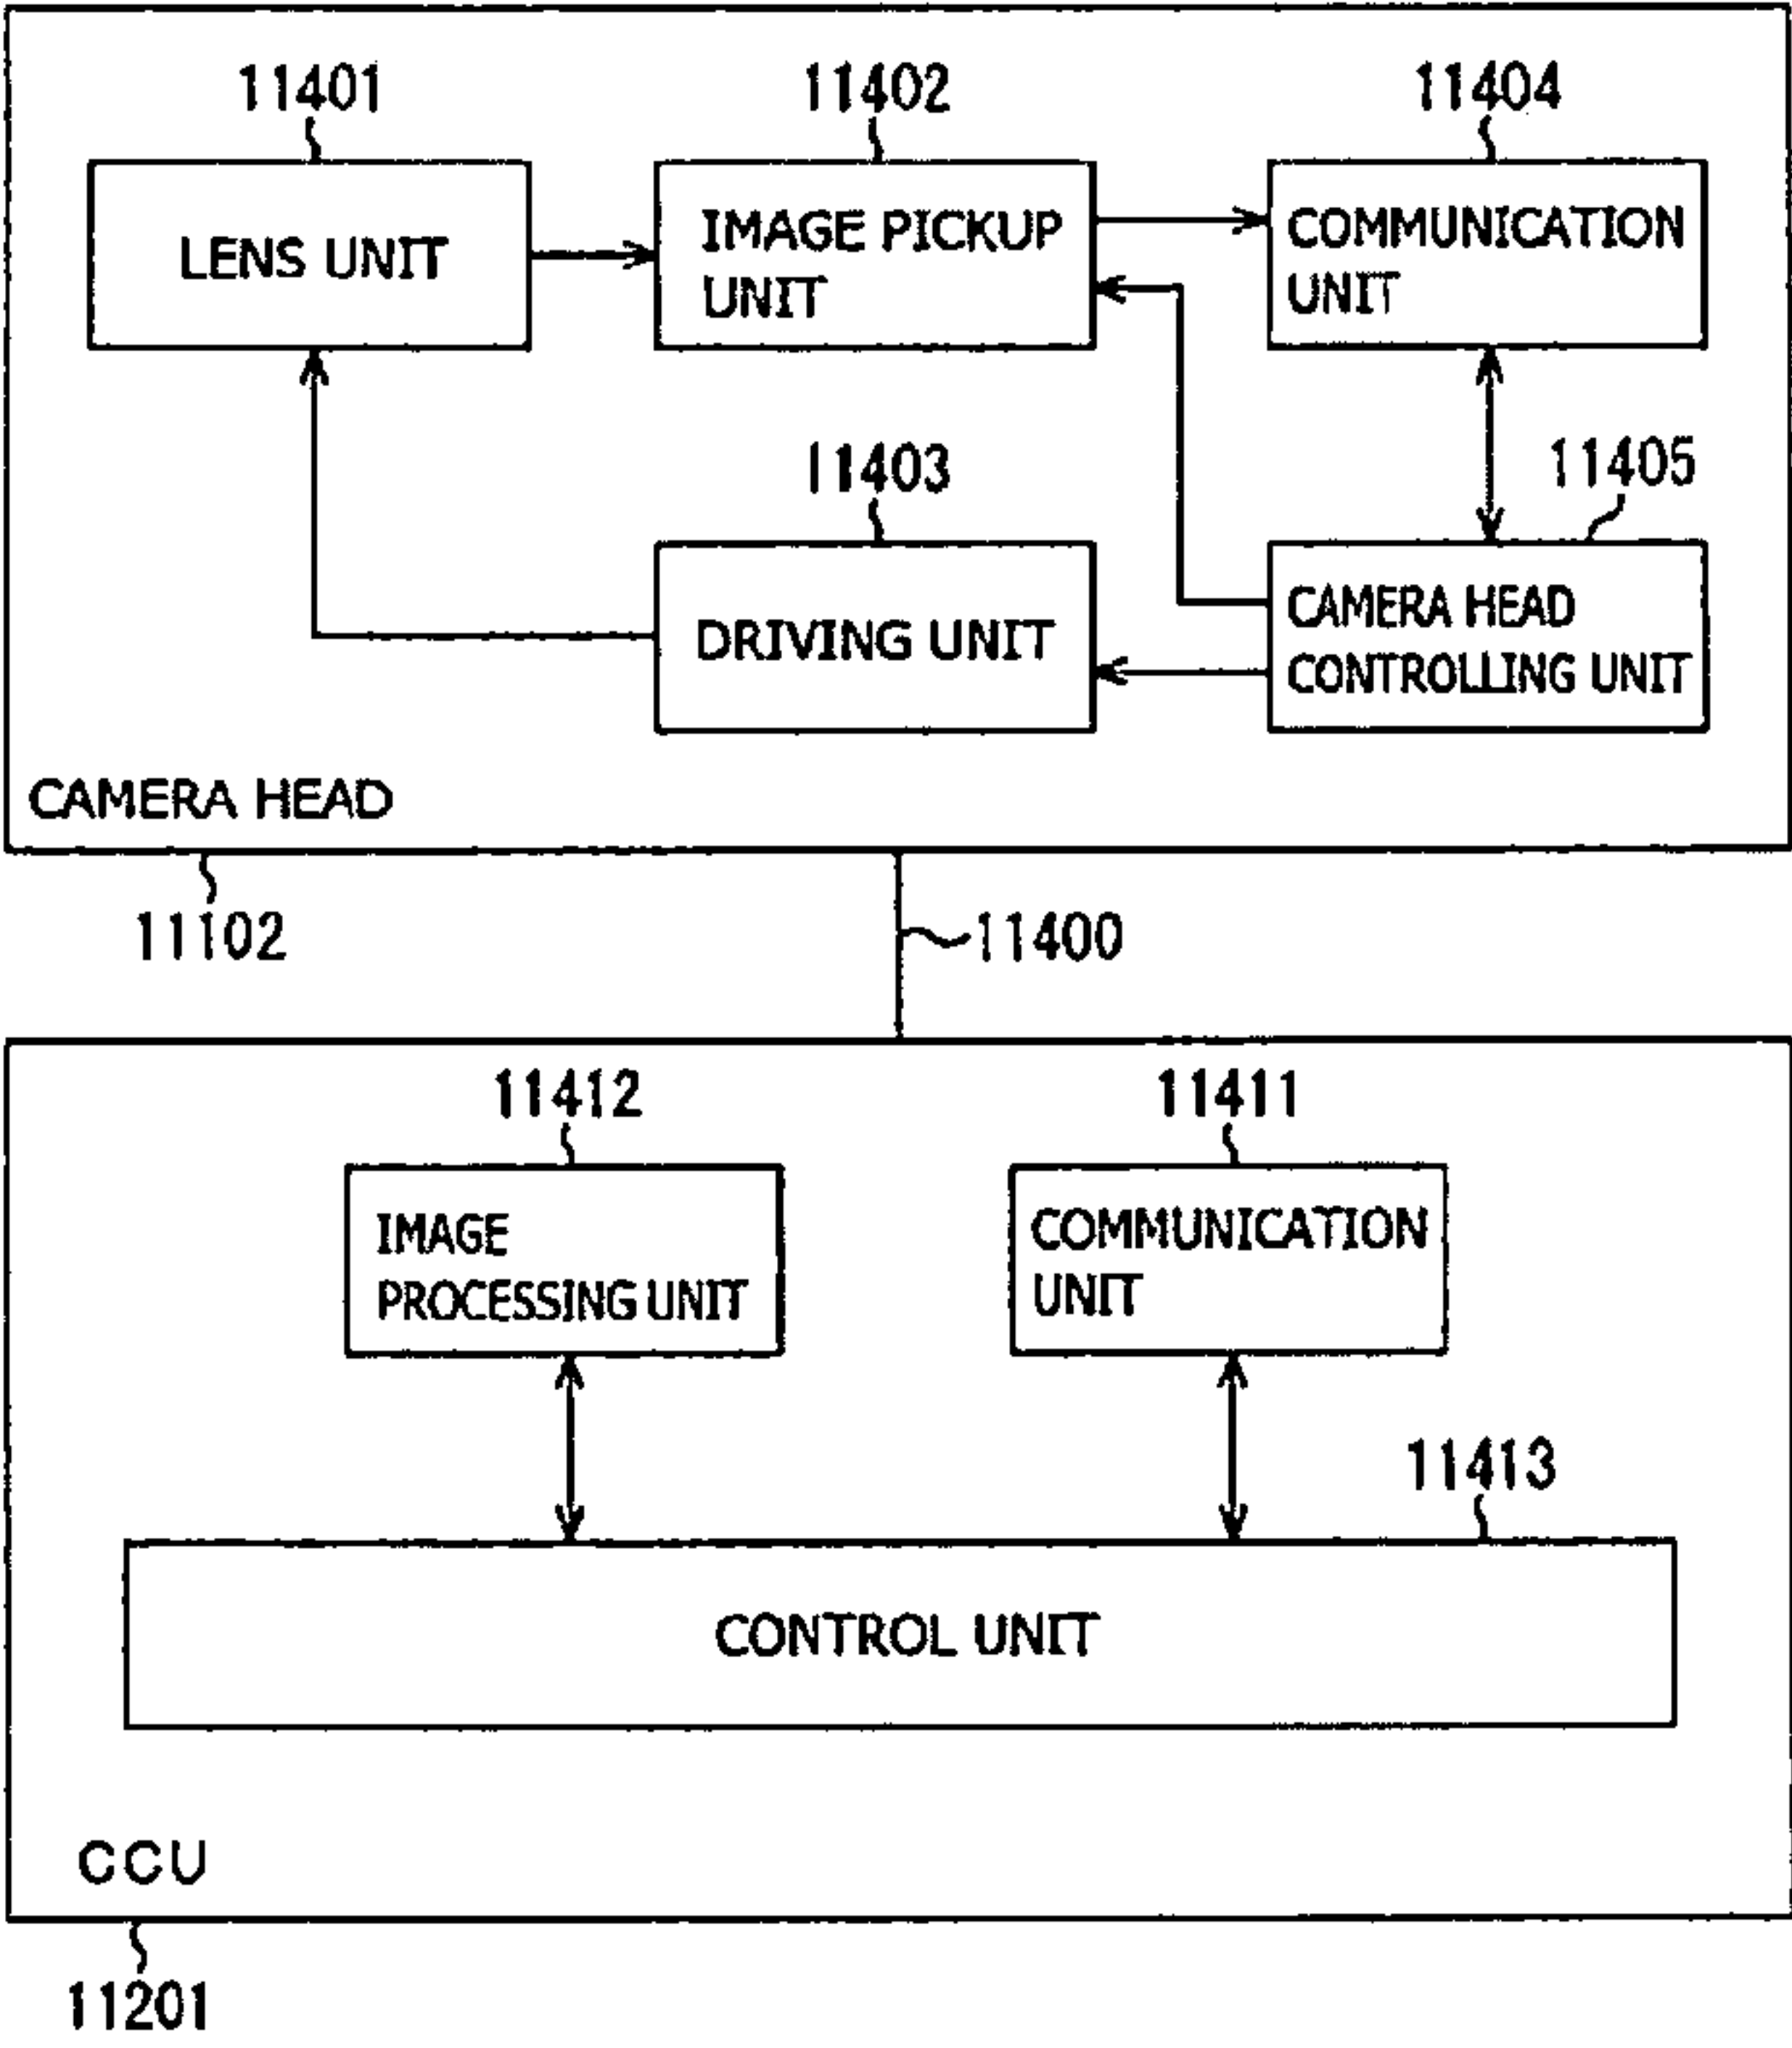 11401
11402
11404
LENS UNIT
IMAGE PICKUP
UNIT
COMMUNICATION
UNIT
11403
11405
DRIVING UNIT
CAMERA HEAD
CONTROLLING UNIT
CAMERA HEAD
11102
11400
11412
11411
IMAGE
PROCESSING UNIT
COMMUNICATION
UNIT
11413
CONTROL UNIT
CCU
11201